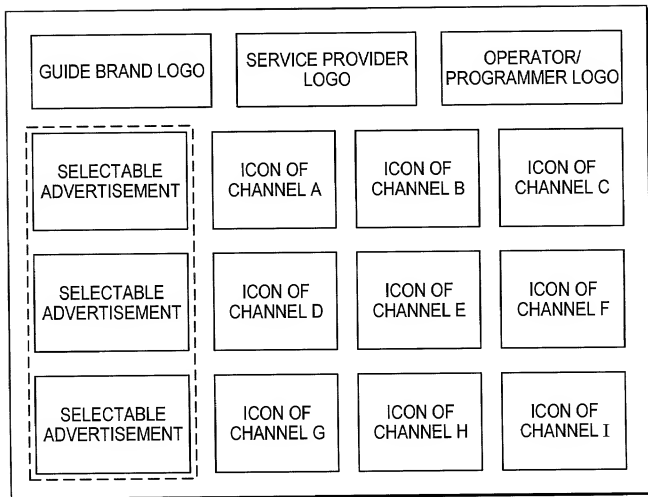 GUIDE BRAND LOGO
SERVICE PROVIDER
LOGO
OPERATOR/
PROGRAMMER LOGO
SELECTABLE
ADVERTISEMENT
ICON OF
CHANNEL A
ICON OF
CHANNEL B
ICON OF
CHANNEL C
SELECTABLE
ADVERTISEMENT
ICON OF
CHANNEL D
ICON OF
CHANNEL E
ICON OF
CHANNEL F
SELECTABLE
ADVERTISEMENT
ICON OF
CHANNEL G
ICON OF
CHANNEL H
ICON OF
CHANNEL I